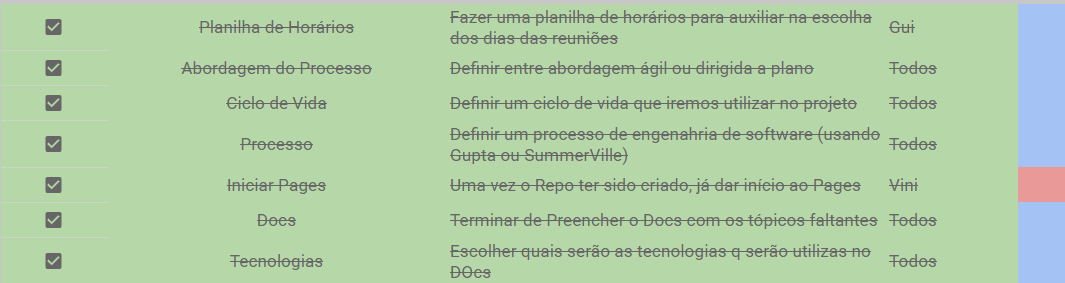 Planilha de Horários
Fazer uma planilha de horários para auxiliar na escolha
dos dias das reuniões
Gui
Abordagem do Processo
Definir entre abordagem ágil ou dirigida a plano
Todos
Ciclo de Vida
Definir um ciclo de vida que iremos utilizar no projeto
Todos
Processo
Definir um processo de engenahria de software (usando
Gupta ou SummerVille)
Todos
Iniciar Pages
Uma vez o Repo ter sido criado, já dar início ao Pages
Vini
Docs
Terminar de Preencher o Docs com os tópicos faltantes
Todos
Tecnologias
Escolher quais serão as tecnologias q serão utilizas no
DOcs
Todos